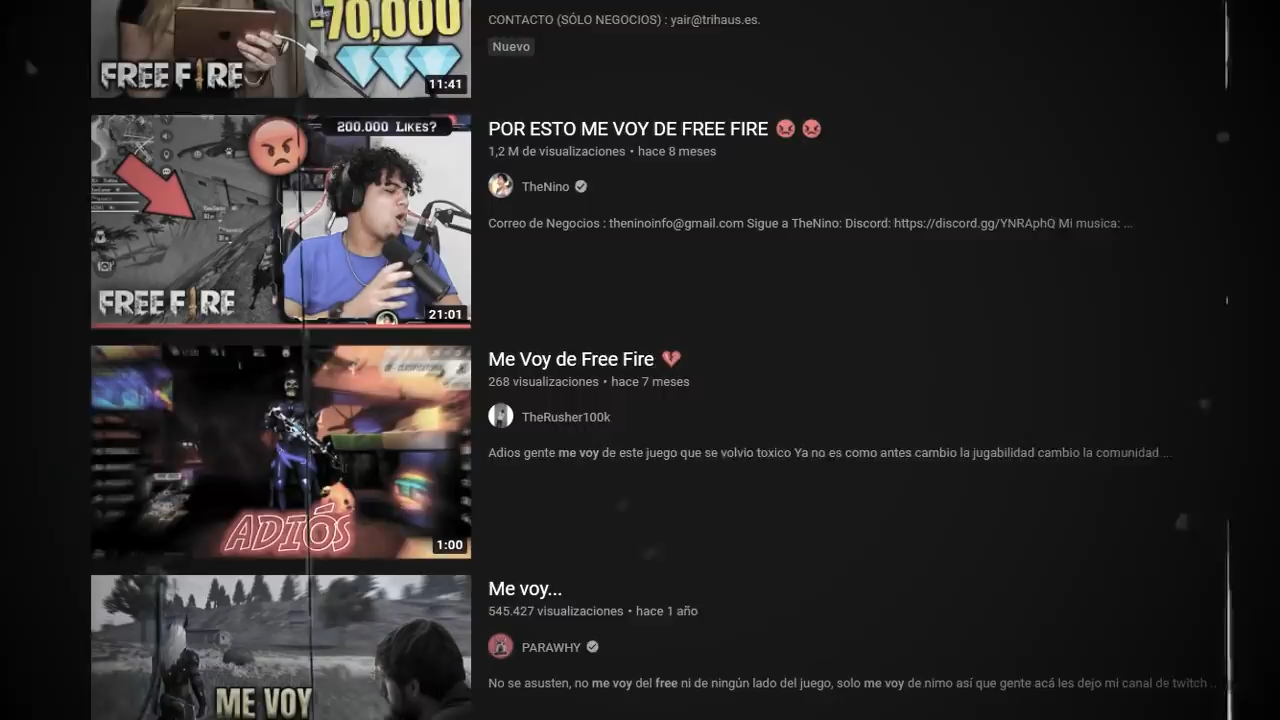 -70,000
FREE FIRE
11:41
CONTACTO (SÓLO NEGOCIOS) : yair@trihaus.es.
Nuevo
200.000 LIKES?
FREE FIRE
21:01
POR ESTO ME VOY DE FREE FIRE 😡 😡
1,2 M de visualizaciones • hace 8 meses
TheNino
Correo de Negocios : theninoinfo@gmail.com Sigue a TheNino: Discord: https://discord.gg/YNRAphQ Mi musica: ...
ADIÓS
1:00
Me Voy de Free Fire 💔
268 visualizaciones • hace 7 meses
TheRusher100k
Adios gente me voy de este juego que se volvio toxico Ya no es como antes cambio la jugabilidad cambio la comunidad ...
ME VOY
Me voy...
545.427 visualizaciones • hace 1 año
PARAWHY
No se asusten, no me voy del free ni de ningún lado del juego, solo me voy de nimo así que gente acá les dejo mi canal de twitch ...